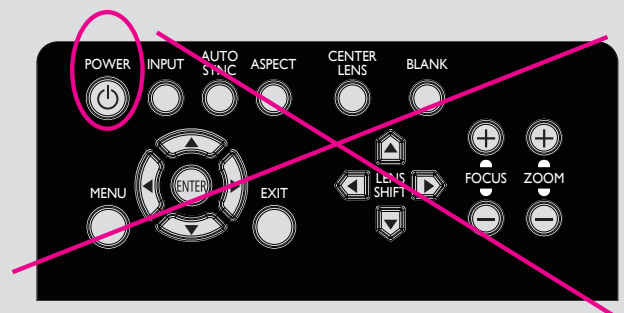 POWER INPUT AUTO SYNC ASPECT CENTER LENS BLANK
MENU ENTER EXIT LENS SHIFT FOCUS ZOOM